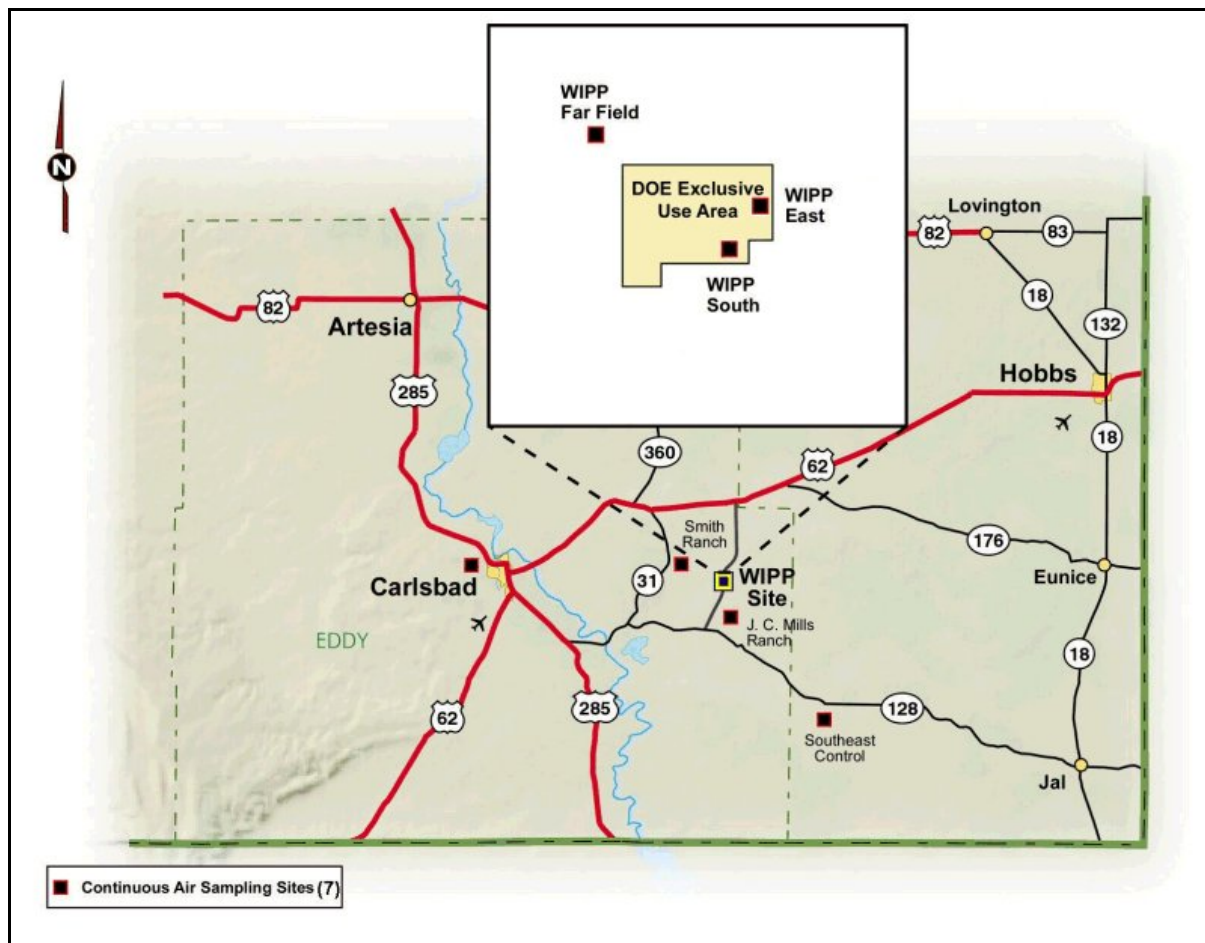 WIPP
Far Field
N
DOE Exclusive
Use Area
WIPP
East
WIPP
South
Lovington
82
83
18
132
82
Artesia
285
Hobbs
18
360
62
Smith
Ranch
176
Carlsbad
31
WIPP
Site
Eunice
J. C. Mills
Ranch
EDDY
18
62
285
128
Southeast
Control
Jal
Continuous Air Sampling Sites (7)